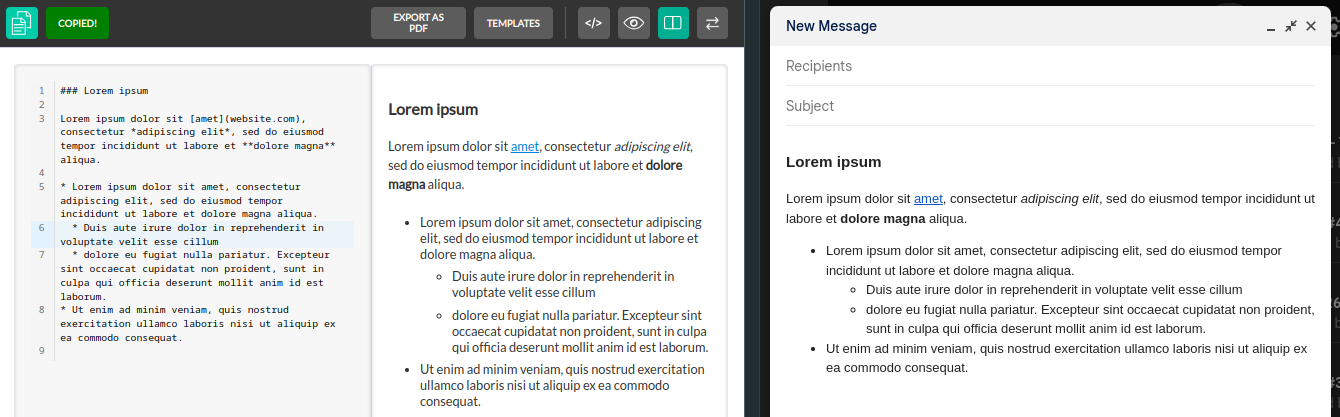 COPIED!
EXPORT AS
PDF
TEMPLATES
</>
1
### Lorem ipsum
2
3
Lorem ipsum dolor sit [amet](website.com),
consectetur *adipiscing elit*, sed do eiusmod
tempor incididunt ut labore et **dolore magna**
aliqua.
4
5
* Lorem ipsum dolor sit amet, consectetur
adipiscing elit, sed do eiusmod tempor
incididunt ut labore et dolore magna aliqua.
6
* Duis aute irure dolor in reprehenderit in
voluptate velit esse cillum
7
* dolore eu fugiat nulla pariatur. Excepteur
sint occaecat cupidatat non proident, sunt in
culpa qui officia deserunt mollit anim id est
laborum.
8
* Ut enim ad minim veniam, quis nostrud
exercitation ullamco laboris nisi ut aliquip ex
ea commodo consequat.
9
Lorem ipsum
Lorem ipsum dolor sit amet, consectetur adipiscing elit,
sed do eiusmod tempor incididunt ut labore et dolore
magna aliqua.
• Lorem ipsum dolor sit amet, consectetur adipiscing
elit, sed do eiusmod tempor incididunt ut labore et
dolore magna aliqua.
◦ Duis aute irure dolor in reprehenderit in
voluptate velit esse cillum
◦ dolore eu fugiat nulla pariatur. Excepteur sint
occaecat cupidatat non proident, sunt in culpa
qui officia deserunt mollit anim id est laborum.
• Ut enim ad minim veniam, quis nostrud exercitation
ullamco laboris nisi ut aliquip ex ea commodo
consequat.
New Message
Recipients
Subject
Lorem ipsum
Lorem ipsum dolor sit amet, consectetur adipiscing elit, sed do eiusmod tempor incididunt ut
labore et dolore magna aliqua.
• Lorem ipsum dolor sit amet, consectetur adipiscing elit, sed do eiusmod tempor
incididunt ut labore et dolore magna aliqua.
◦ Duis aute irure dolor in reprehenderit in voluptate velit esse cillum
◦ dolore eu fugiat nulla pariatur. Excepteur sint occaecat cupidatat non proident,
sunt in culpa qui officia deserunt mollit anim id est laborum.
• Ut enim ad minim veniam, quis nostrud exercitation ullamco laboris nisi ut aliquip ex
ea commodo consequat.